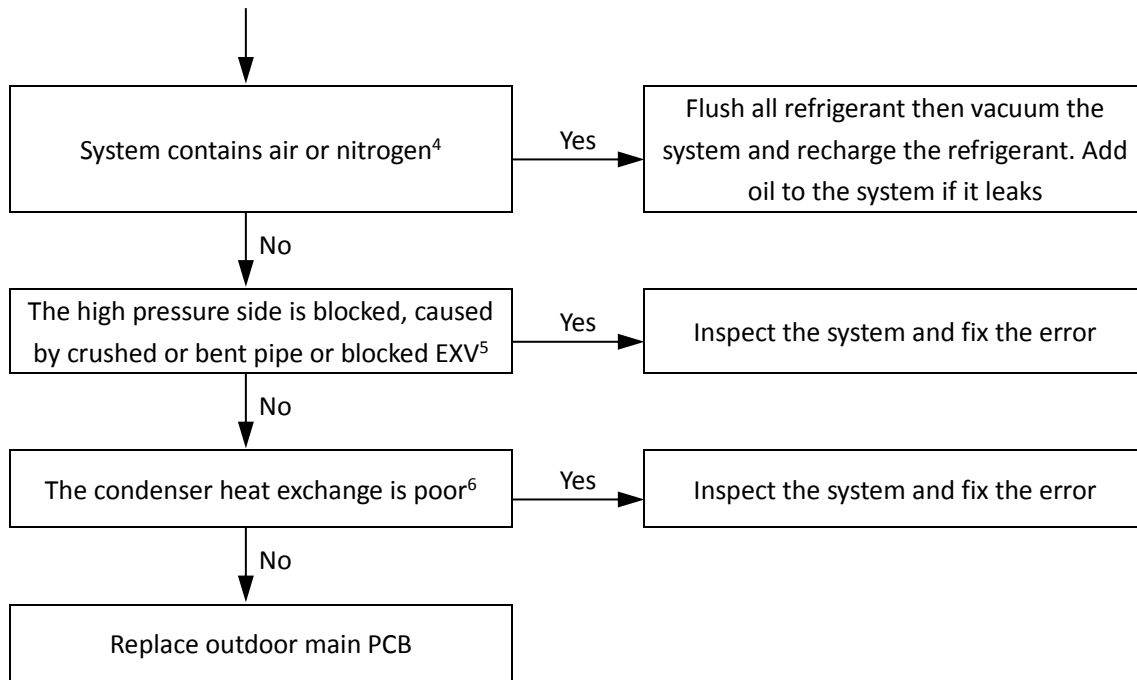 System contains air or nitrogen⁴
Yes
Flush all refrigerant then vacuum the
system and recharge the refrigerant. Add
oil to the system if it leaks
No
The high pressure side is blocked, caused
by crushed or bent pipe or blocked EXV⁵
Yes
Inspect the system and fix the error
No
The condenser heat exchange is poor⁶
Yes
Inspect the system and fix the error
No
Replace outdoor main PCB